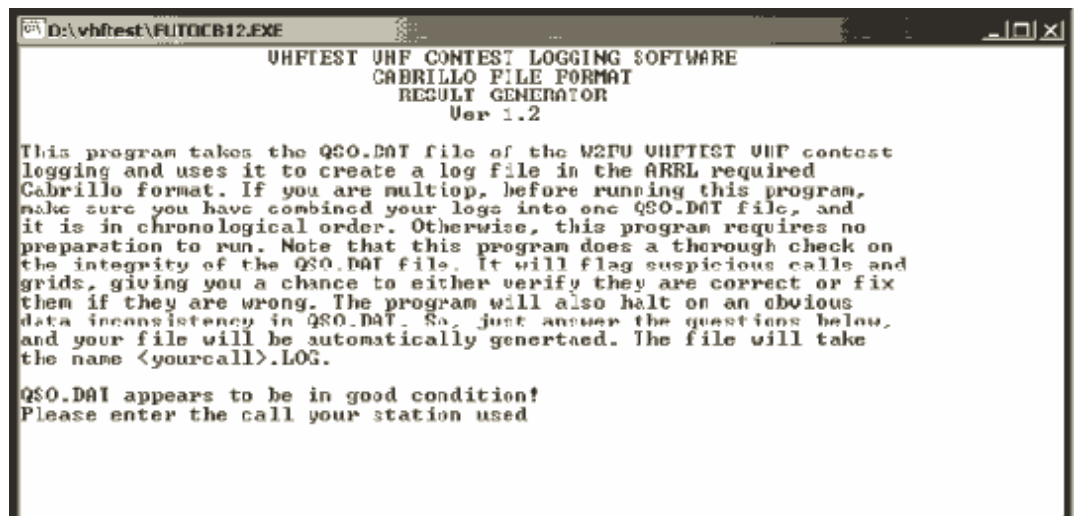 D:\vhftest\FUTOCB12.EXE
VHFTEST VHF CONTEST LOGGING SOFTWARE
CABRILLO FILE FORMAT
RESULT GENERATOR
Ver 1.2
This program takes the QSO.DAT file of the W2FU VHFTEST VHF contest
logging and uses it to create a log file in the ARRL required
Cabrillo format. If you are multiop, before running this program,
make sure you have combined your logs into one QSO.DAT file, and
it is in chronological order. Otherwise, this program requires no
preparation to run. Note that this program does a thorough check on
the integrity of the QSO.DAT file. It will flag suspicious calls and
grids, giving you a chance to either verify they are correct or fix
them if they are wrong. The program will also halt on an obvious
data inconsistency in QSO.DAT. So, just answer the questions below,
and your file will be automatically genertaed. The file will take
the name <yourcall>.LOG.
QSO.DAT appears to be in good condition!
Please enter the call your station used